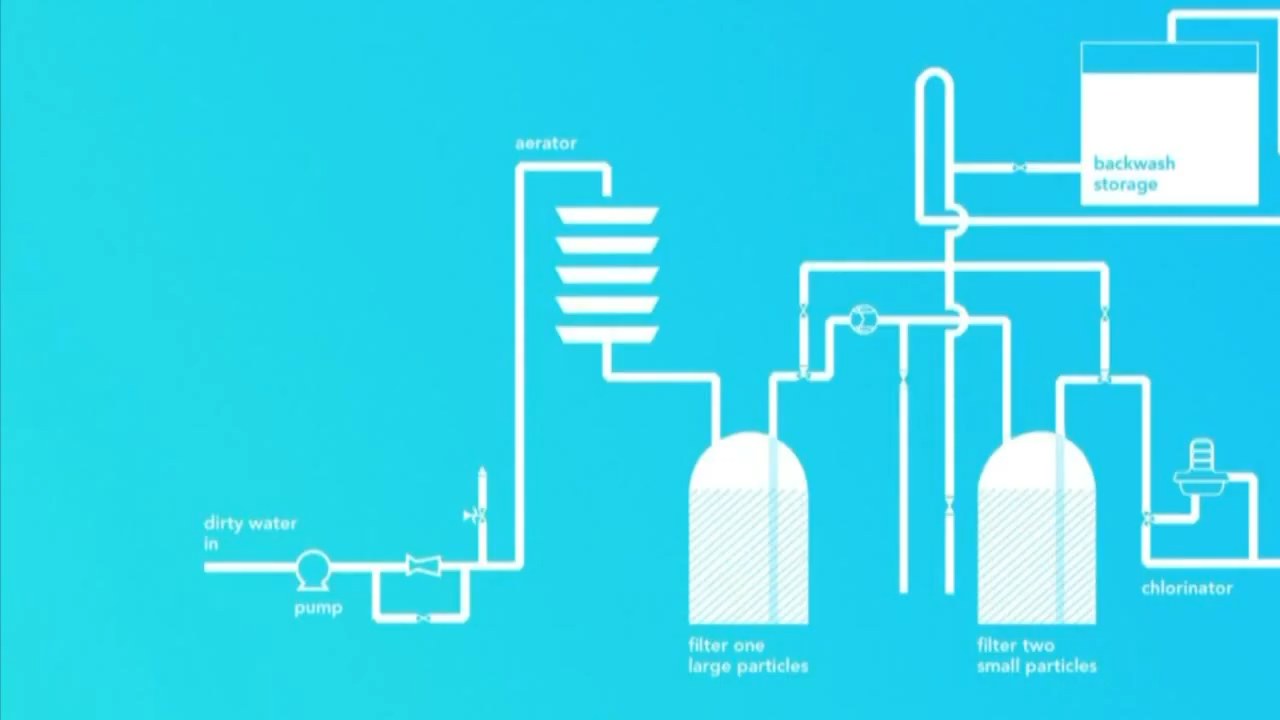 aerator
backwash
storage
dirty water
in
pump
chlorinator
filter one
large particles
filter two
small particles